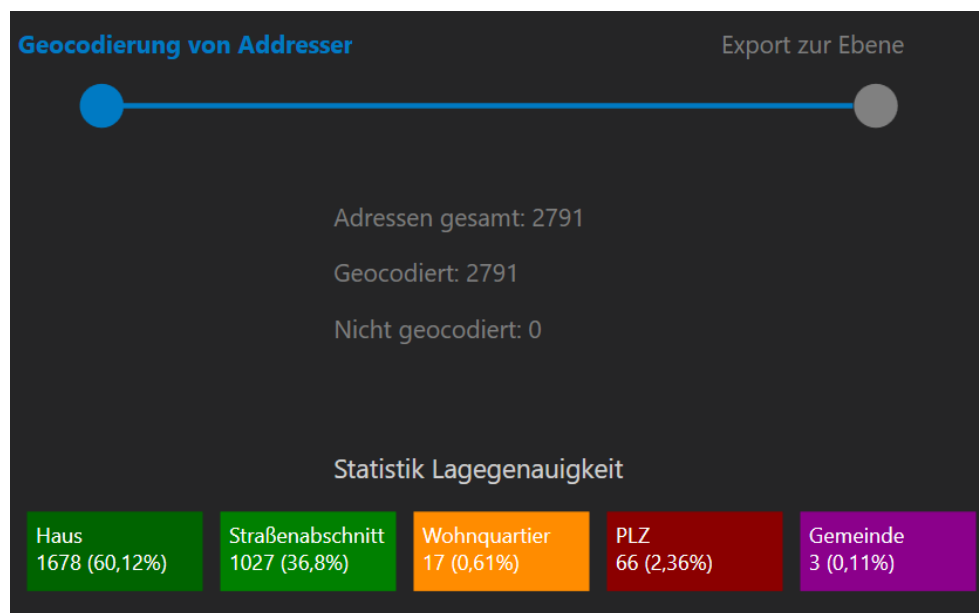 Geocodierung von Addresser
Export zur Ebene
Adressen gesamt: 2791
Geocodiert: 2791
Nicht geocodiert: 0
Statistik Lagegenauigkeit
Haus
1678 (60,12%)
Straßenabschnitt
1027 (36,8%)
Wohnquartier
17 (0,61%)
PLZ
66 (2,36%)
Gemeinde
3 (0,11%)